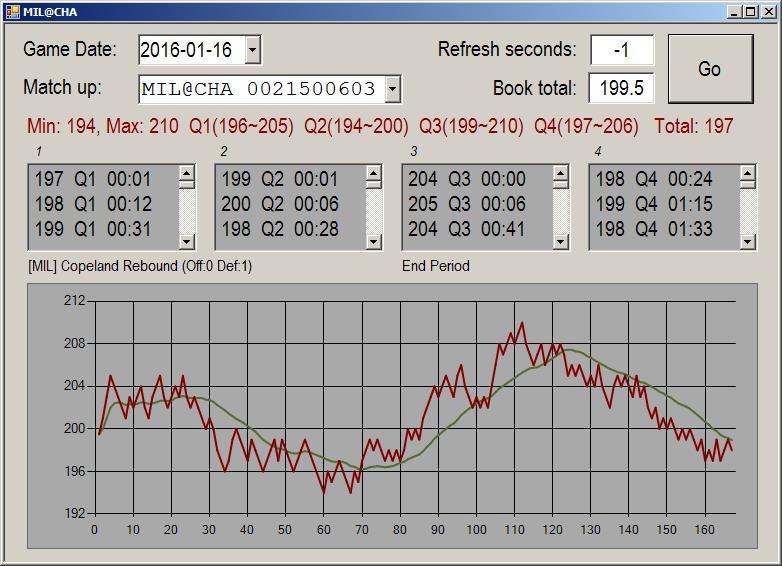 MIL@CHA
Game Date: 2016-01-16 Refresh seconds: -1 Go
Match up: MIL@CHA 0021500603 Book total: 199.5
Min: 194, Max: 210 Q1(196~205) Q2(194~200) Q3(199~210) Q4(197~206) Total: 197
1 2 3 4
197 Q1 00:01 199 Q2 00:01 204 Q3 00:00 198 Q4 00:24
198 Q1 00:12 200 Q2 00:06 205 Q3 00:06 199 Q4 01:15
199 Q1 00:31 198 Q2 00:28 204 Q3 00:41 198 Q4 01:33
[MIL] Copeland Rebound (Off:0 Def:1) End Period
212
208
204
200
196
192
0 10 20 30 40 50 60 70 80 90 100 110 120 130 140 150 160